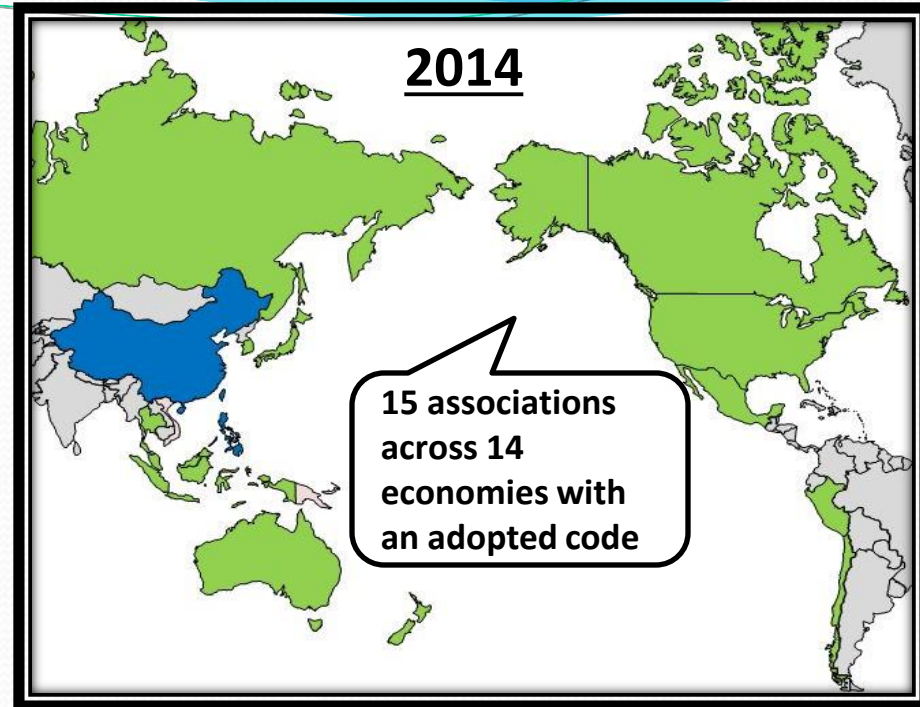 2014
15 associations
across 14
economies with
an adopted code